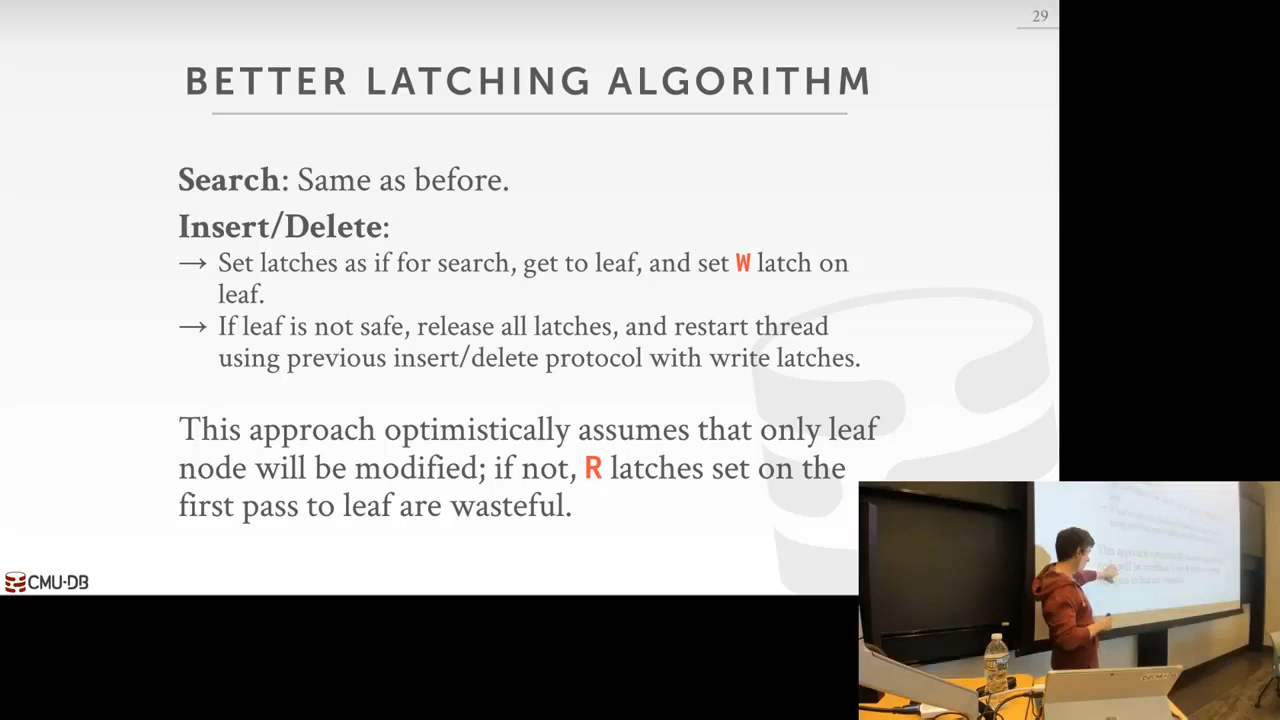 29
BETTER LATCHING ALGORITHM
Search: Same as before.
Insert/Delete:
→ Set latches as if for search, get to leaf, and set W latch on
leaf.
→ If leaf is not safe, release all latches, and restart thread
using previous insert/delete protocol with write latches.
This approach optimistically assumes that only leaf
node will be modified; if not, R latches set on the
first pass to leaf are wasteful.
CMU·DB